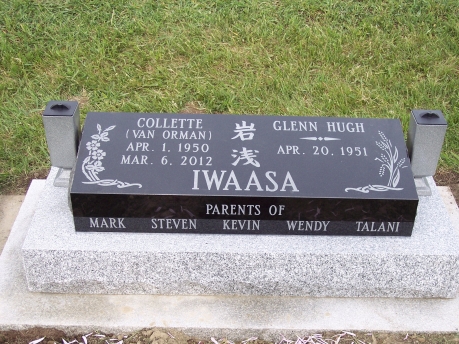 COLLETTE
(VAN ORMAN)
APR. 1. 1950
MAR. 6. 2012
岩
浅
GLENN HUGH
APR. 20. 1951
IWAASA
PARENTS OF
MARK STEVEN KEVIN WENDY TALANI